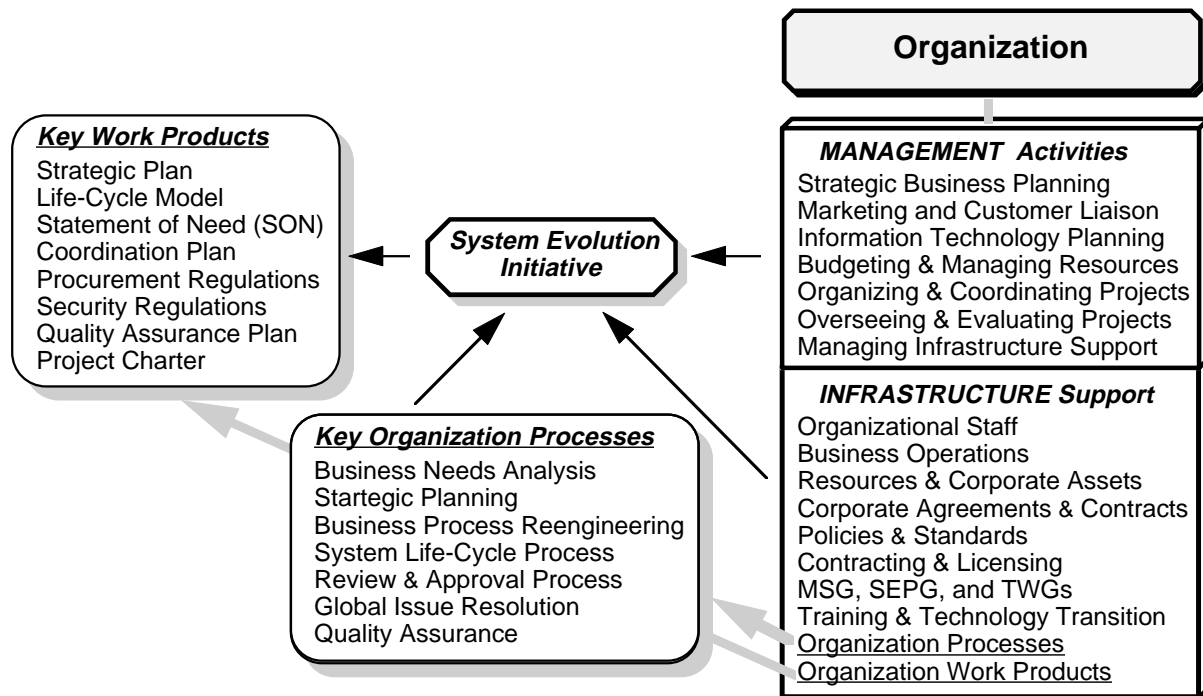 Organization
Key Work Products
Strategic Plan
Life-Cycle Model
Statement of Need (SON)
Coordination Plan
Procurement Regulations
Security Regulations
Quality Assurance Plan
Project Charter
System Evolution
Initiative
MANAGEMENT Activities
Strategic Business Planning
Marketing and Customer Liaison
Information Technology Planning
Budgeting & Managing Resources
Organizing & Coordinating Projects
Overseeing & Evaluating Projects
Managing Infrastructure Support
Key Organization Processes
Business Needs Analysis
Startegic Planning
Business Process Reengineering
System Life-Cycle Process
Review & Approval Process
Global Issue Resolution
Quality Assurance
INFRASTRUCTURE Support
Organizational Staff
Business Operations
Resources & Corporate Assets
Corporate Agreements & Contracts
Policies & Standards
Contracting & Licensing
MSG, SEPG, and TWGs
Training & Technology Transition
Organization Processes
Organization Work Products